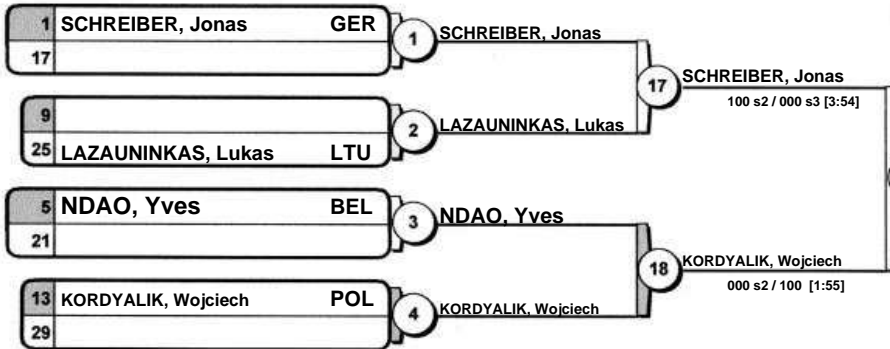 1 SCHREIBER, Jonas GER
17
1
SCHREIBER, Jonas
9
25 LAZAUNINKAS, Lukas LTU
2
LAZAUNINKAS, Lukas
17
SCHREIBER, Jonas
100 s2 / 000 s3 [3:54]
5 NDAO, Yves BEL
21
3
NDAO, Yves
13 KORDYALIK, Wojciech POL
29
4
KORDYALIK, Wojciech
18
KORDYALIK, Wojciech
000 s2 / 100 [1:55]